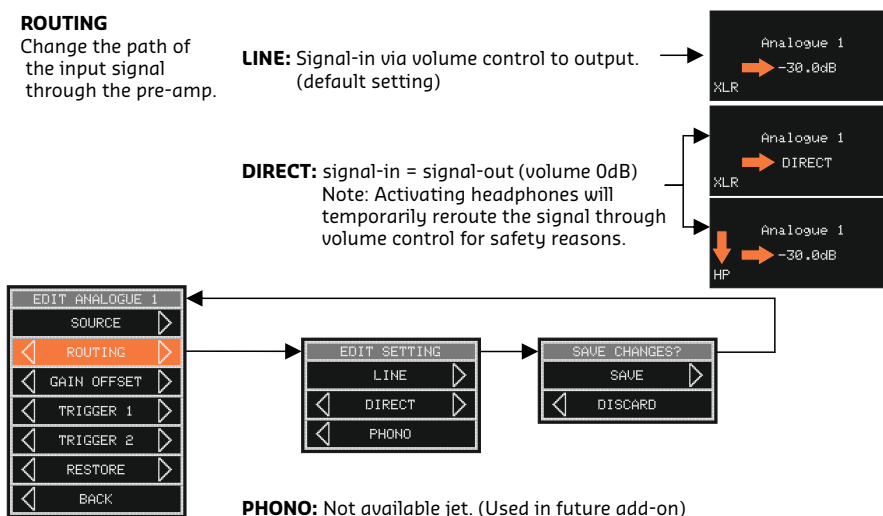 ROUTING
Change the path of
the input signal
through the pre-amp.
LINE: Signal-in via volume control to output.
(default setting)
Analogue 1
-30.0dB
XLR
DIRECT: signal-in = signal-out (volume 0dB)
Note: Activating headphones will
temporarily reroute the signal through
volume control for safety reasons.
Analogue 1
DIRECT
XLR
Analogue 1
-30.0dB
HP
EDIT ANALOGUE 1
SOURCE
ROUTING
GAIN OFFSET
TRIGGER 1
TRIGGER 2
RESTORE
BACK
EDIT SETTING
LINE
DIRECT
PHONO
SAVE CHANGES?
SAVE
DISCARD
PHONO: Not available jet. (Used in future add-on)